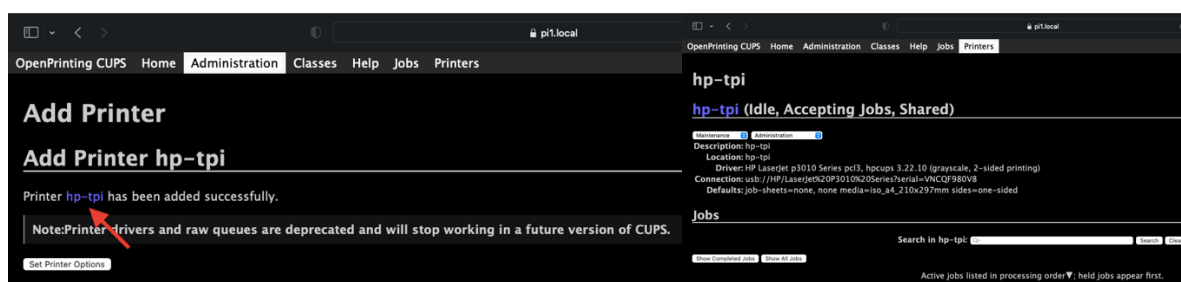 pi1.local
OpenPrinting CUPS Home Administration Classes Help Jobs Printers
Add Printer
Add Printer hp-tpi
Printer hp-tpi has been added successfully.
Note:Printer drivers and raw queues are deprecated and will stop working in a future version of CUPS.
Set Printer Options
pi1.local
OpenPrinting CUPS Home Administration Classes Help Jobs Printers
hp-tpi
hp-tpi (Idle, Accepting Jobs, Shared)
Maintenance Administration
Description: hp-tpi
Location: hp-tpi
Driver: HP LaserJet p3010 Series pcl3, hpcups 3.22.10 (grayscale, 2-sided printing)
Connection: usb://HP/LaserJet%20P3010%20Series?serial=VNCQF980V8
Defaults: job-sheets=none, none media=iso_a4_210x297mm sides=one-sided
Jobs
Search in hp-tpi: Search Clea
Show Completed Jobs Show All Jobs
Active jobs listed in processing order▼; held jobs appear first.